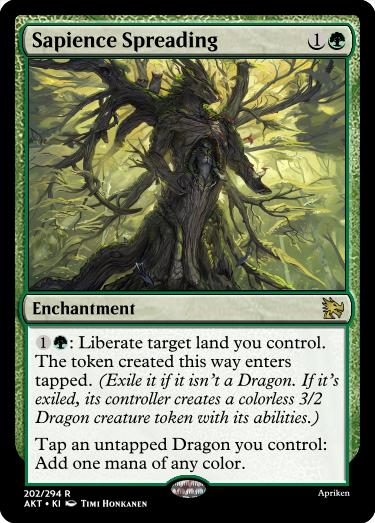 Sapience Spreading 1
Enchantment
1 : Liberate target land you control.
The token created this way enters
tapped. (Exile it if it isn't a Dragon. If it's
exiled, its controller creates a colorless 3/2
Dragon creature token with its abilities.)
Tap an untapped Dragon you control:
Add one mana of any color.
202/294 R
Apriken
AKT • KI Timi Honkanen